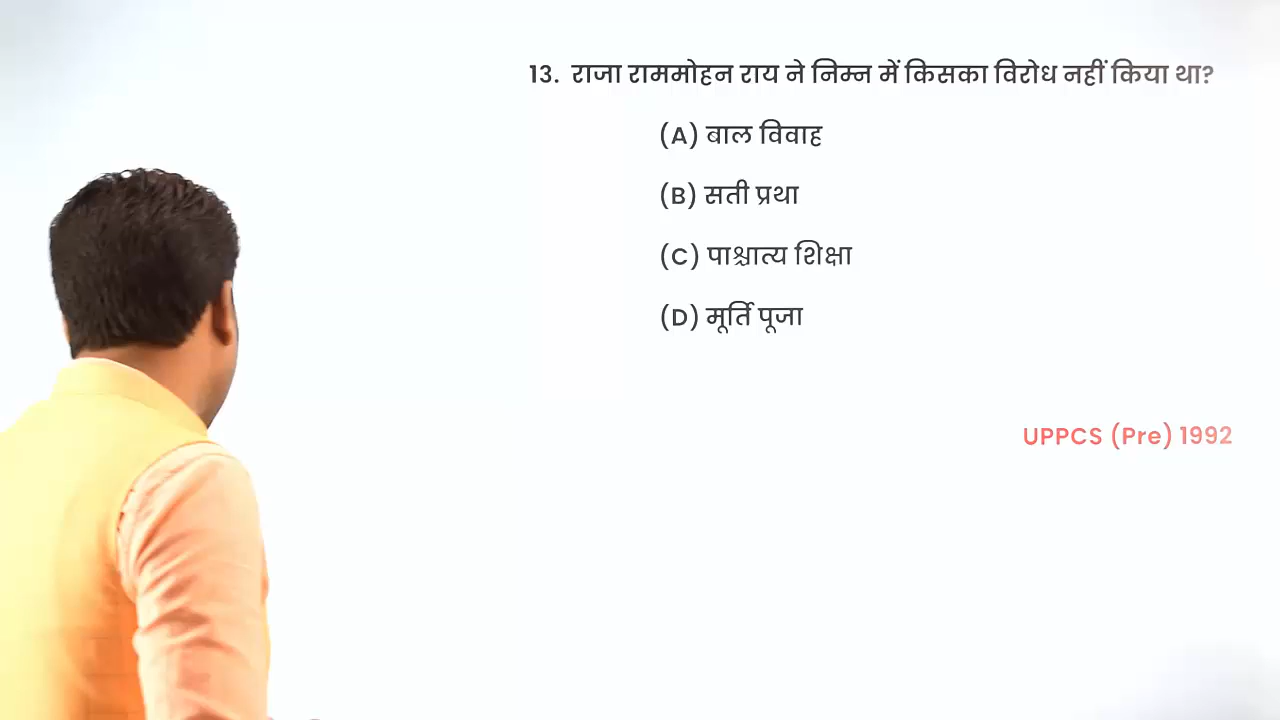 13. राजा राममोहन राय ने निम्न में किसका विरोध नहीं किया था?
(A) बाल विवाह
(B) सती प्रथा
(C) पाश्चात्य शिक्षा
(D) मूर्ति पूजा
UPPCS (Pre) 1992